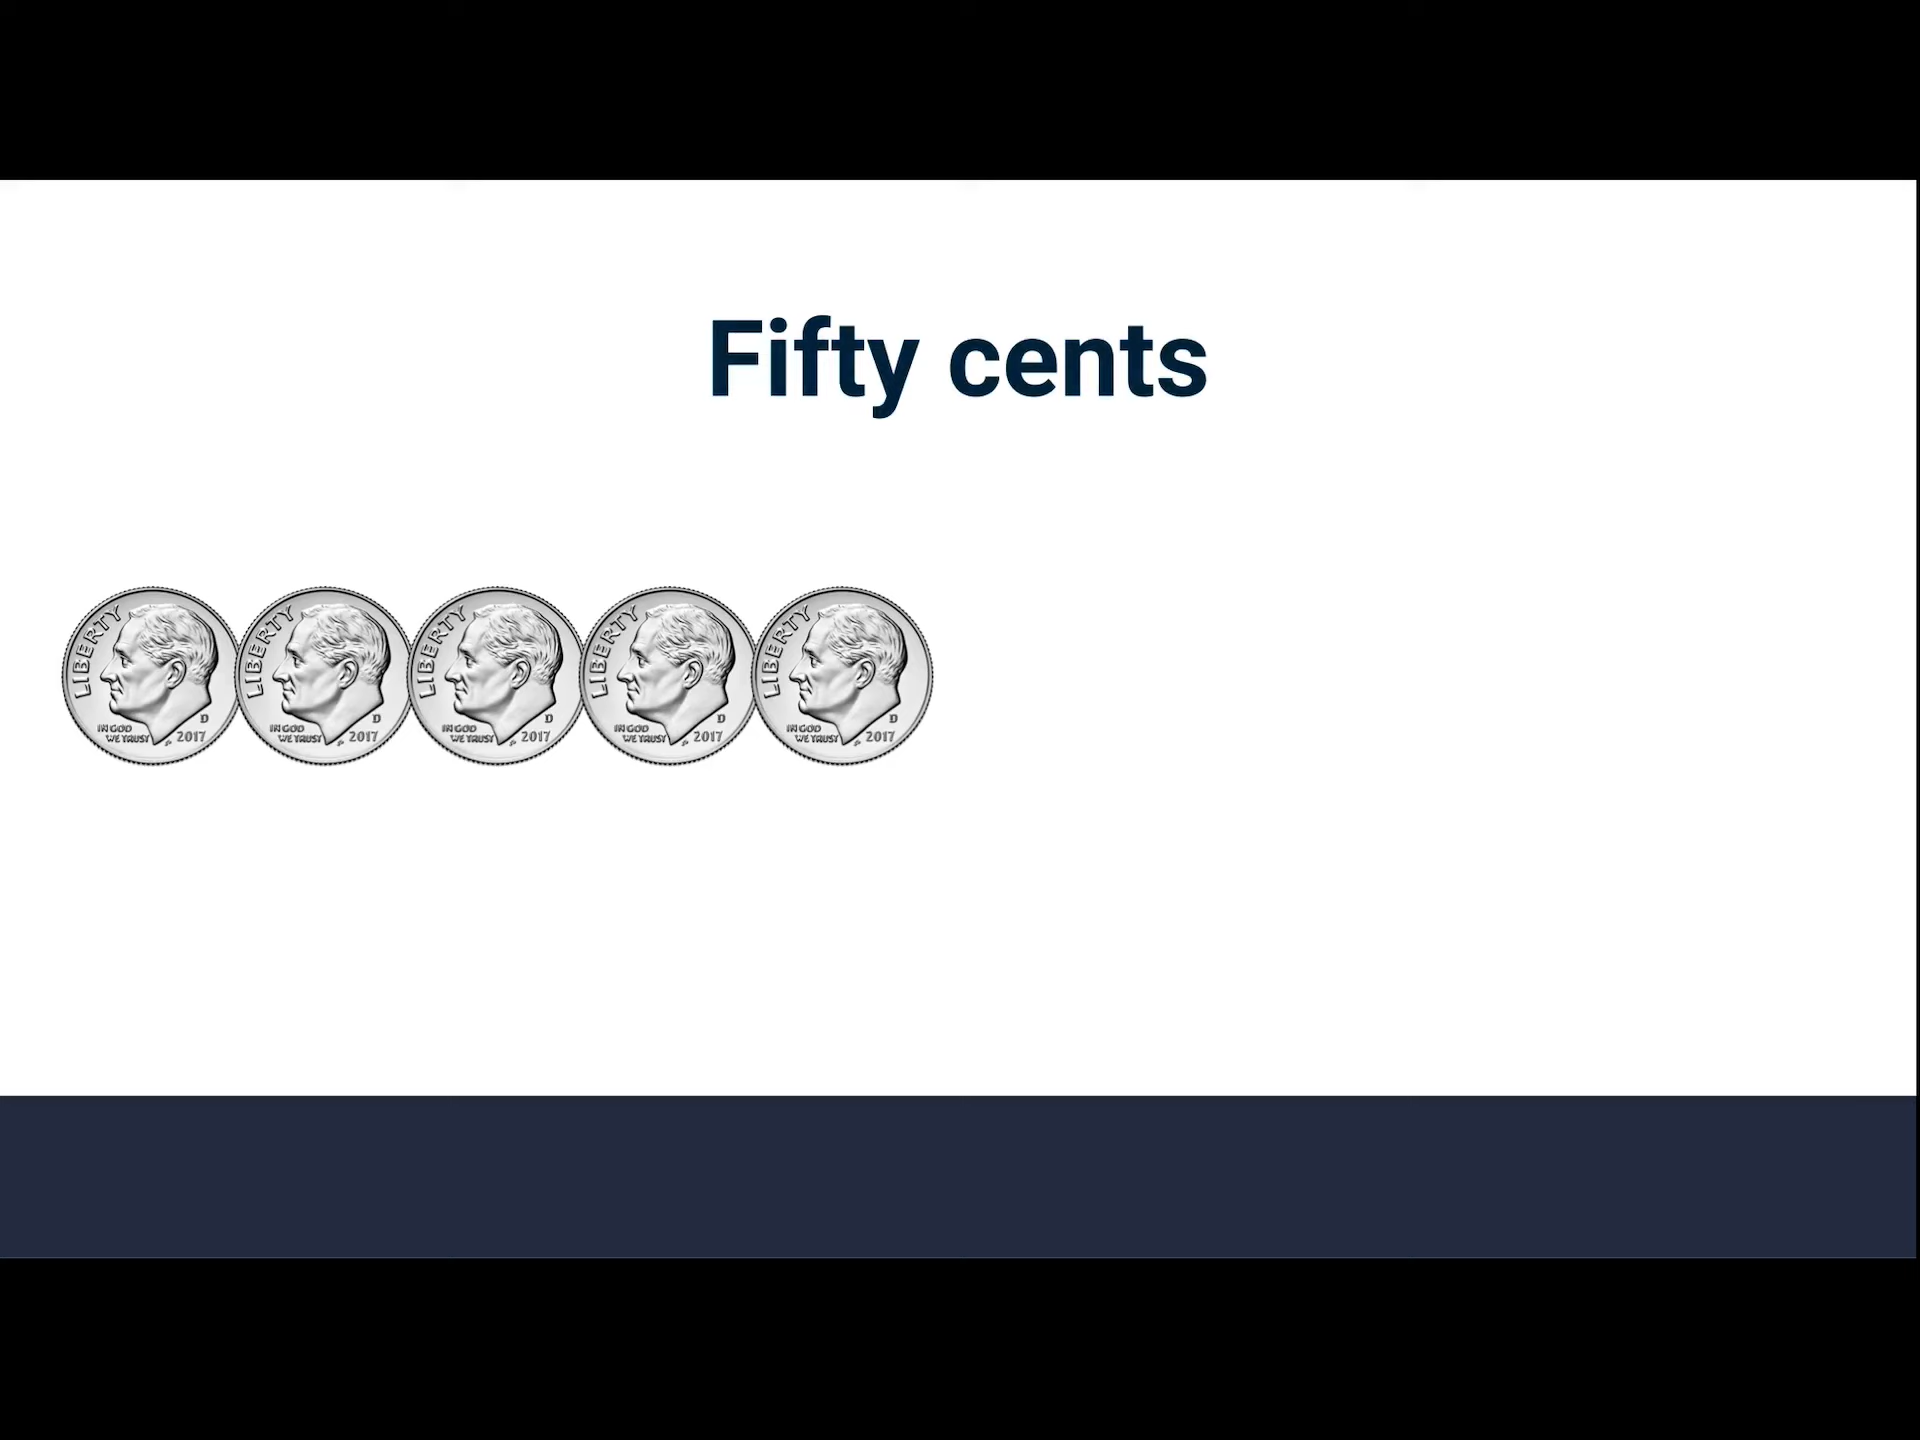 Fifty cents
LIBERTY LIBERTY LIBERTY LIBERTY LIBERTY
D D D D D
IN GOD IN GOD IN GOD IN GOD IN GOD
WE TRUST 2017 WE TRUST 2017 WE TRUST 2017 WE TRUST 2017 WE TRUST 2017